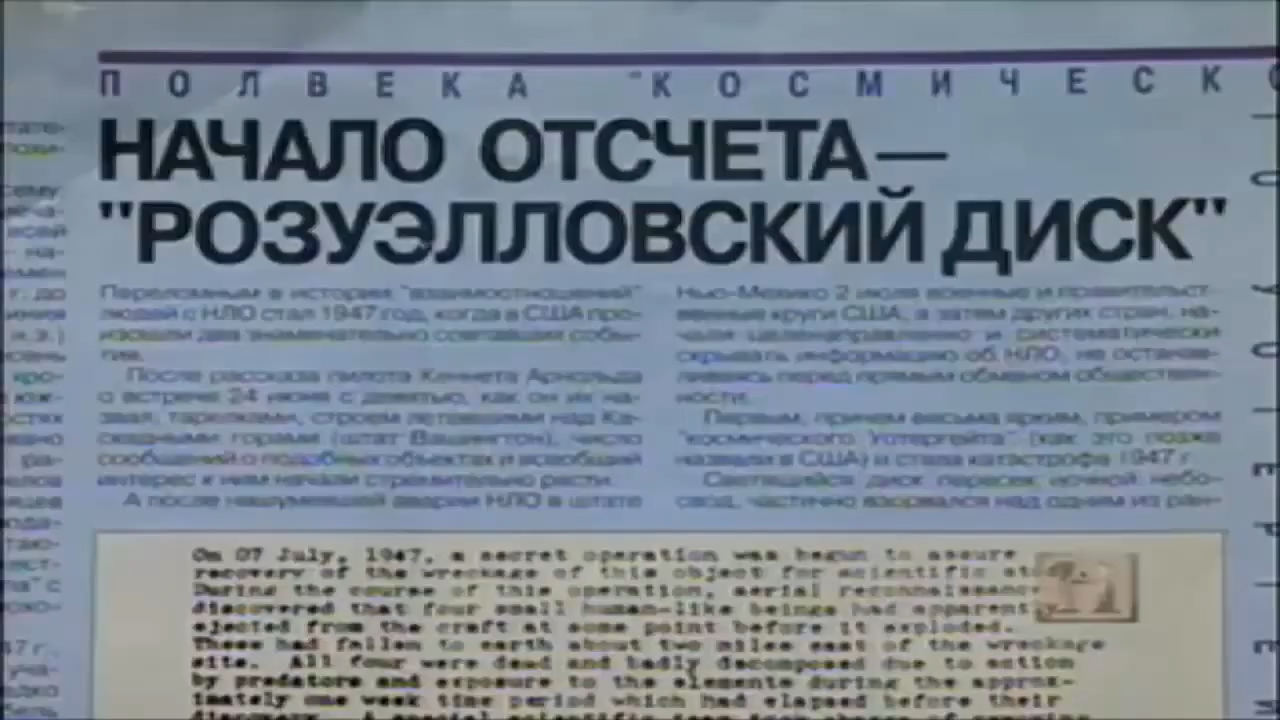 ПОЛВЕКА "КОСМИЧЕСКО
НАЧАЛО ОТСЧЕТА—
"РОЗУЭЛЛОВСКИЙ ДИСК"
Переломным в истории "взаимоотношений"
людей с НЛО стал 1947 год, когда в США про-
изошли два знаменательно совпавших собы-
тия.
После рассказа пилота Кеннета Арнольда
о встрече 24 июня с девятью, как он их на-
звал, тарелками, строем летавшими над Кас-
кадными горами (штат Вашингтон), число
сообщений о подобных объектах и всеобщий
интерес к ним начали стремительно расти.
А после нашумевшей аварии НЛО в штате
Нью-Мехико 2 июля военные и правительст-
венные круги США, а затем других стран, на-
чали целенаправленно и систематически
скрывать информацию об НЛО, не останав-
ливаясь перед прямым обманом обществен-
ности.
Первым, причем весьма ярким, примером
"космического Уотергейта" (как это позже
назвали в США) и стала катастрофа 1947 г.
Светящийся диск пересек ночной небо-
свод, частично взорвался над одним из ран-
On 07 July, 1947, a secret operation was begun to assure
recovery of the wreckage of this object for scientific
During the course of this operation, aerial reconnaissance
discovered that four small human-like beings had apparent
ejected from the craft at some point before it exploded.
These had fallen to earth about two miles east of the wreckage
site. All four were dead and badly decomposed due to action
by predators and exposure to the elements during the approx-
imately one week time period which had elapsed before their